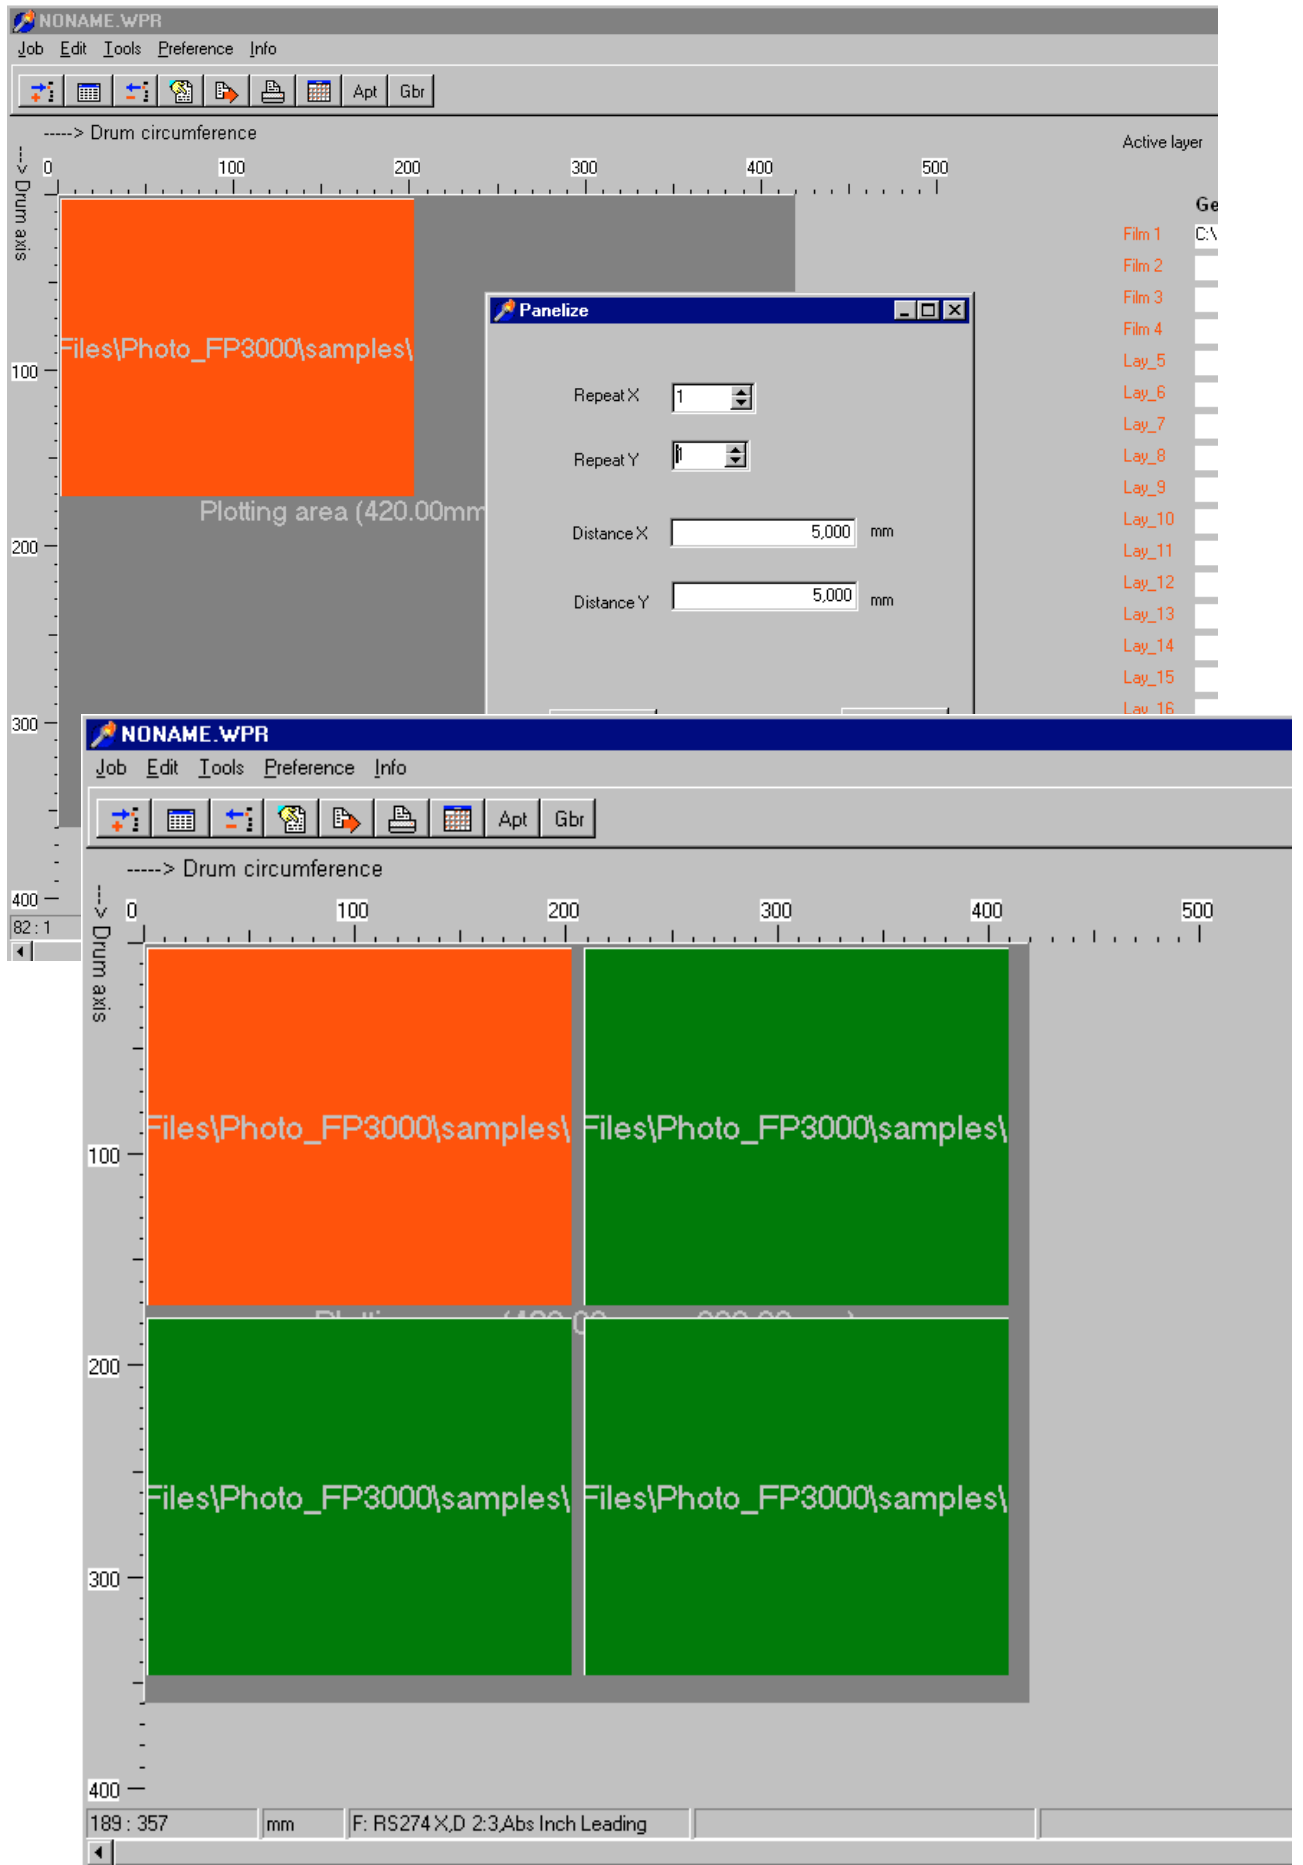 NONAME.WPR
Job Edit Tools Preference Info
Apt Gbr
-----> Drum circumference
Active layer
0 100 200 300 400 500
---> Drum axis
Ge
Film 1 C:\
Film 2
Film 3
Film 4
Lay_5
Lay_6
Lay_7
Lay_8
Lay_9
Lay_10
Lay_11
Lay_12
Lay_13
Lay_14
Lay_15
Lay_16
Files\Photo_FP3000\samples\
100
Plotting area (420.00mm
200
300
400
82 : 1
Panelize
Repeat X 1
Repeat Y 1
Distance X 5,000 mm
Distance Y 5,000 mm
NONAME.WPR
Job Edit Tools Preference Info
Apt Gbr
-----> Drum circumference
0 100 200 300 400 500
---> Drum axis
Files\Photo_FP3000\samples\ Files\Photo_FP3000\samples\
100
200
Files\Photo_FP3000\samples\ Files\Photo_FP3000\samples\
300
400
189 : 357 mm F: RS274 X,D 2:3,Abs Inch Leading